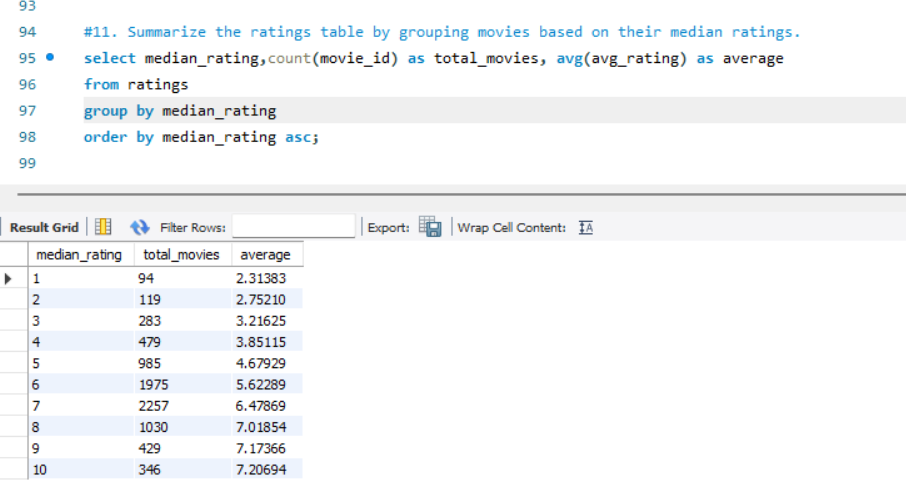 93
94 #11. Summarize the ratings table by grouping movies based on their median ratings.
95 select median_rating,count(movie_id) as total_movies, avg(avg_rating) as average
96 from ratings
97 group by median_rating
98 order by median_rating asc;
99
Result Grid Filter Rows: Export: Wrap Cell Content: IA
median_rating total_movies average
1 94 2.31383
2 119 2.75210
3 283 3.21625
4 479 3.85115
5 985 4.67929
6 1975 5.62289
7 2257 6.47869
8 1030 7.01854
9 429 7.17366
10 346 7.20694